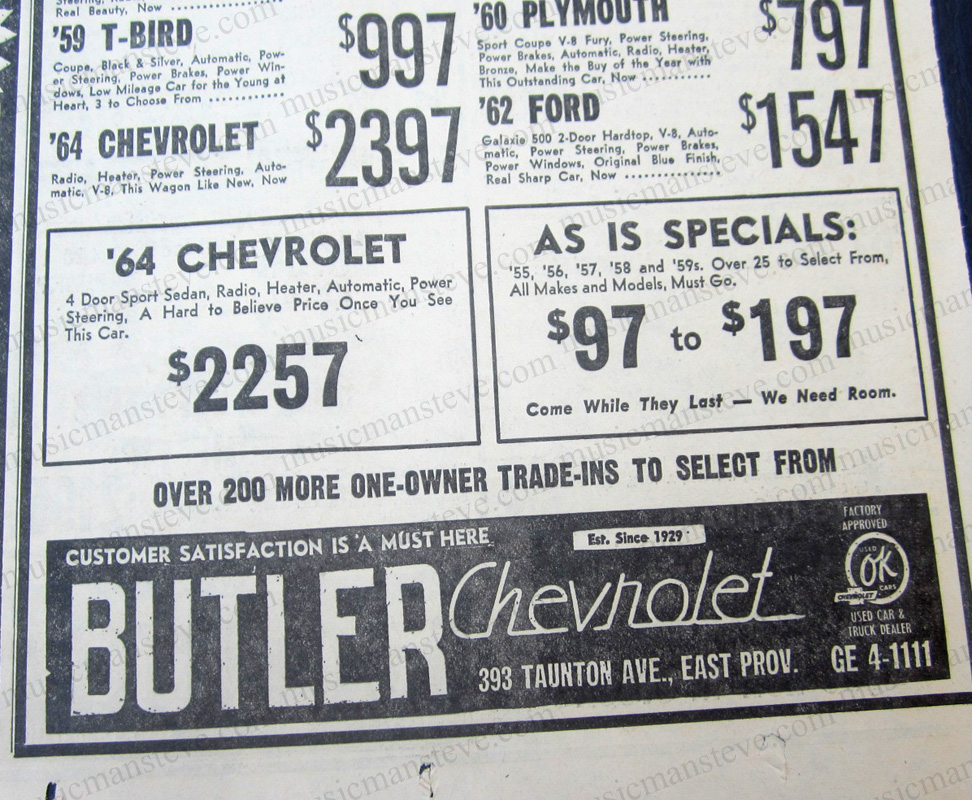 Real Beauty, Now
'59 T-BIRD
Coupe, Black & Silver, Automatic, Pow-
er Steering, Power Brakes, Power Win-
dows, Low Mileage Car for the Young at
Heart, 3 to Choose From ............
$997
'64 CHEVROLET
Radio, Heater, Power Steering, Auto-
matic, V-8, This Wagon Like New, Now
$2397
'60 PLYMOUTH
Sport Coupe V-8 Fury, Power Steering,
Power Brakes, Automatic, Radio, Heater,
Bronze, Make the Buy of the Year with
This Outstanding Car, Now ............
$797
'62 FORD
Galaxie 500 2-Door Hardtop, V-8, Auto-
matic, Power Steering, Power Brakes,
Power Windows, Original Blue Finish,
Real Sharp Car, Now ................
$1547
'64 CHEVROLET
4 Door Sport Sedan, Radio, Heater, Automatic, Power
Steering, A Hard to Believe Price Once You See
This Car.
$2257
AS IS SPECIALS:
'55, '56, '57, '58 and '59s. Over 25 to Select From,
All Makes and Models, Must Go.
$97 to $197
Come While They Last — We Need Room.
OVER 200 MORE ONE-OWNER TRADE-INS TO SELECT FROM
CUSTOMER SATISFACTION IS A MUST HERE
Est. Since 1929
BUTLER Chevrolet
393 TAUNTON AVE., EAST PROV.
GE 4-1111
FACTORY
APPROVED
USED
OK
CARS
CHEVROLET
USED CAR &
TRUCK DEALER
musicmansteve.com